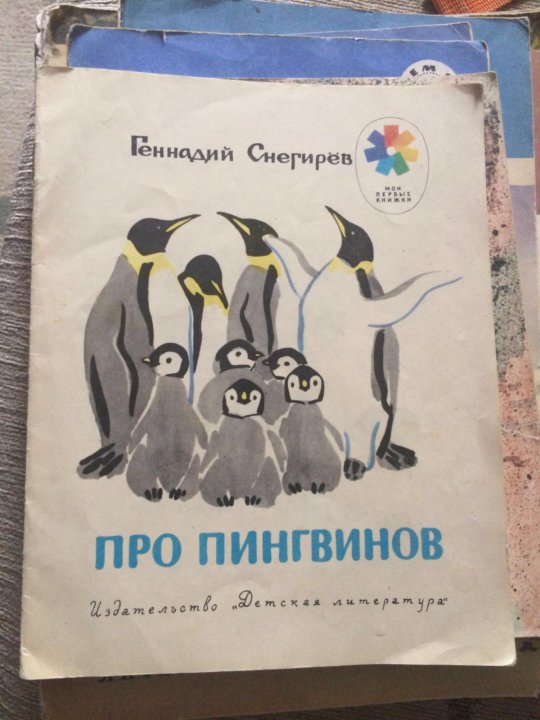 Геннадий Снегирёв
МОИ
ПЕРВЫЕ
КНИЖКИ
ПРО ПИНГВИНОВ
Издательство „Детская литература"